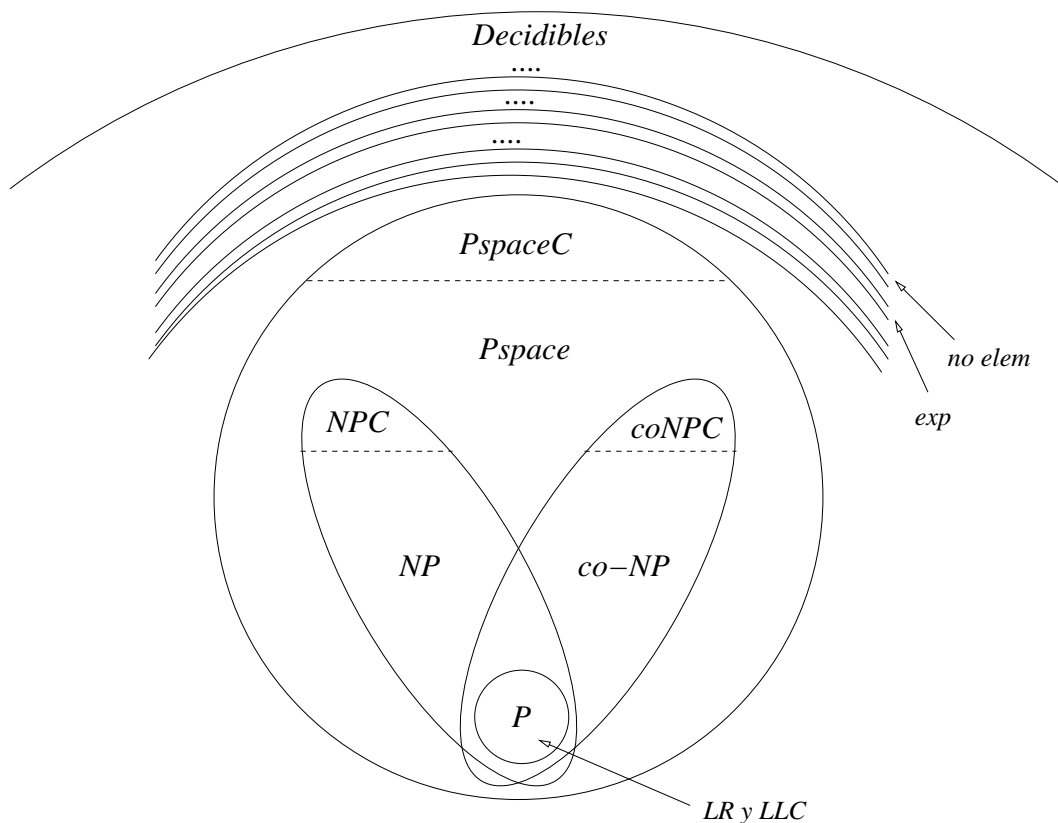 Decidibles
....
....
....
PspaceC
Pspace
no elem
exp
NPC
coNPC
NP
co-NP
P
LR y LLC